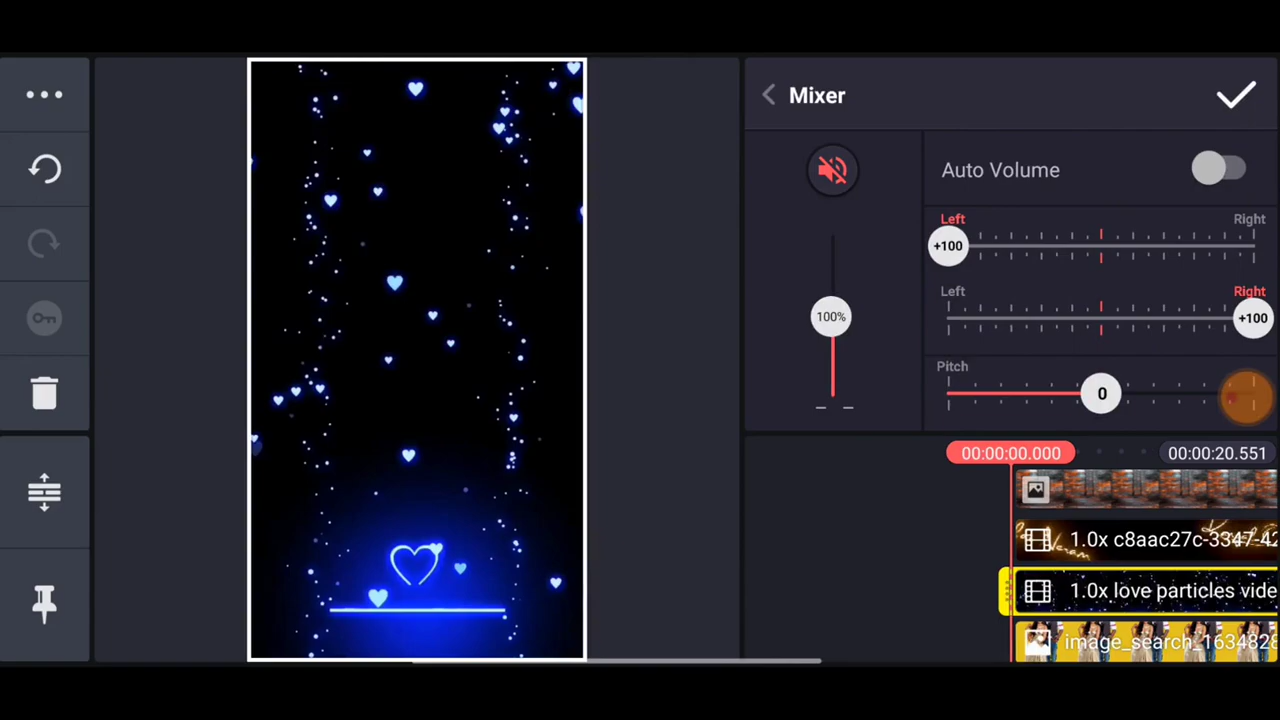 Mixer
Auto Volume
Left Right
+100
Left Right
+100
100%
Pitch
0
00:00:00.000 00:00:20.551
1.0x c8aac27c-3347-42
1.0x love particles vide
image_search_1634828